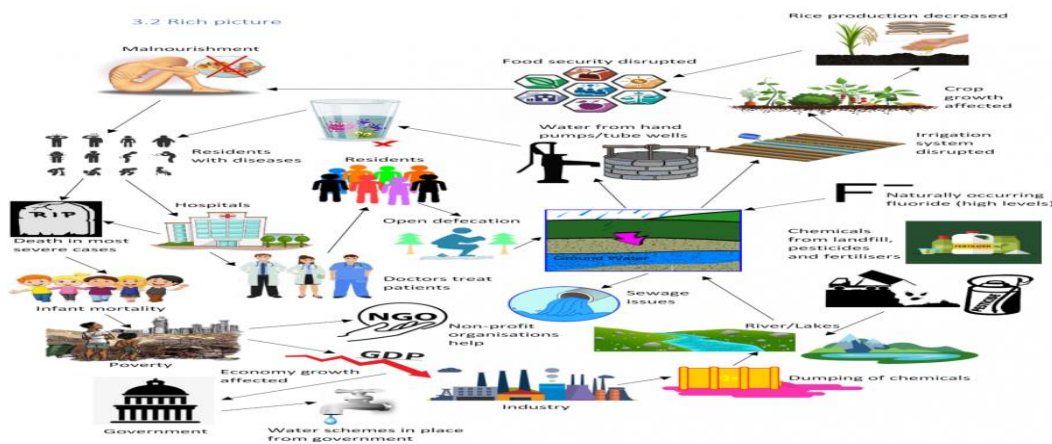 3.2 Rich picture
Rice production decreased
Malnourishment
Food security disrupted
Crop
growth
affected
Water from hand
pumps/tube wells
Irrigation
system
disrupted
Residents
with diseases
Residents
F⁻
Naturally occurring
fluoride (high levels)
RIP
Hospitals
Open defecation
Death in most
severe cases
Ground Water
Chemicals
from landfill,
pesticides
and fertilisers
FERTILIZER
Doctors treat
patients
Infant mortality
Sewage
issues
NGO
Non-profit
organisations
help
River/Lakes
Poverty
GDP
Economy growth
affected
Dumping of chemicals
Industry
Government
Water schemes in place
from government